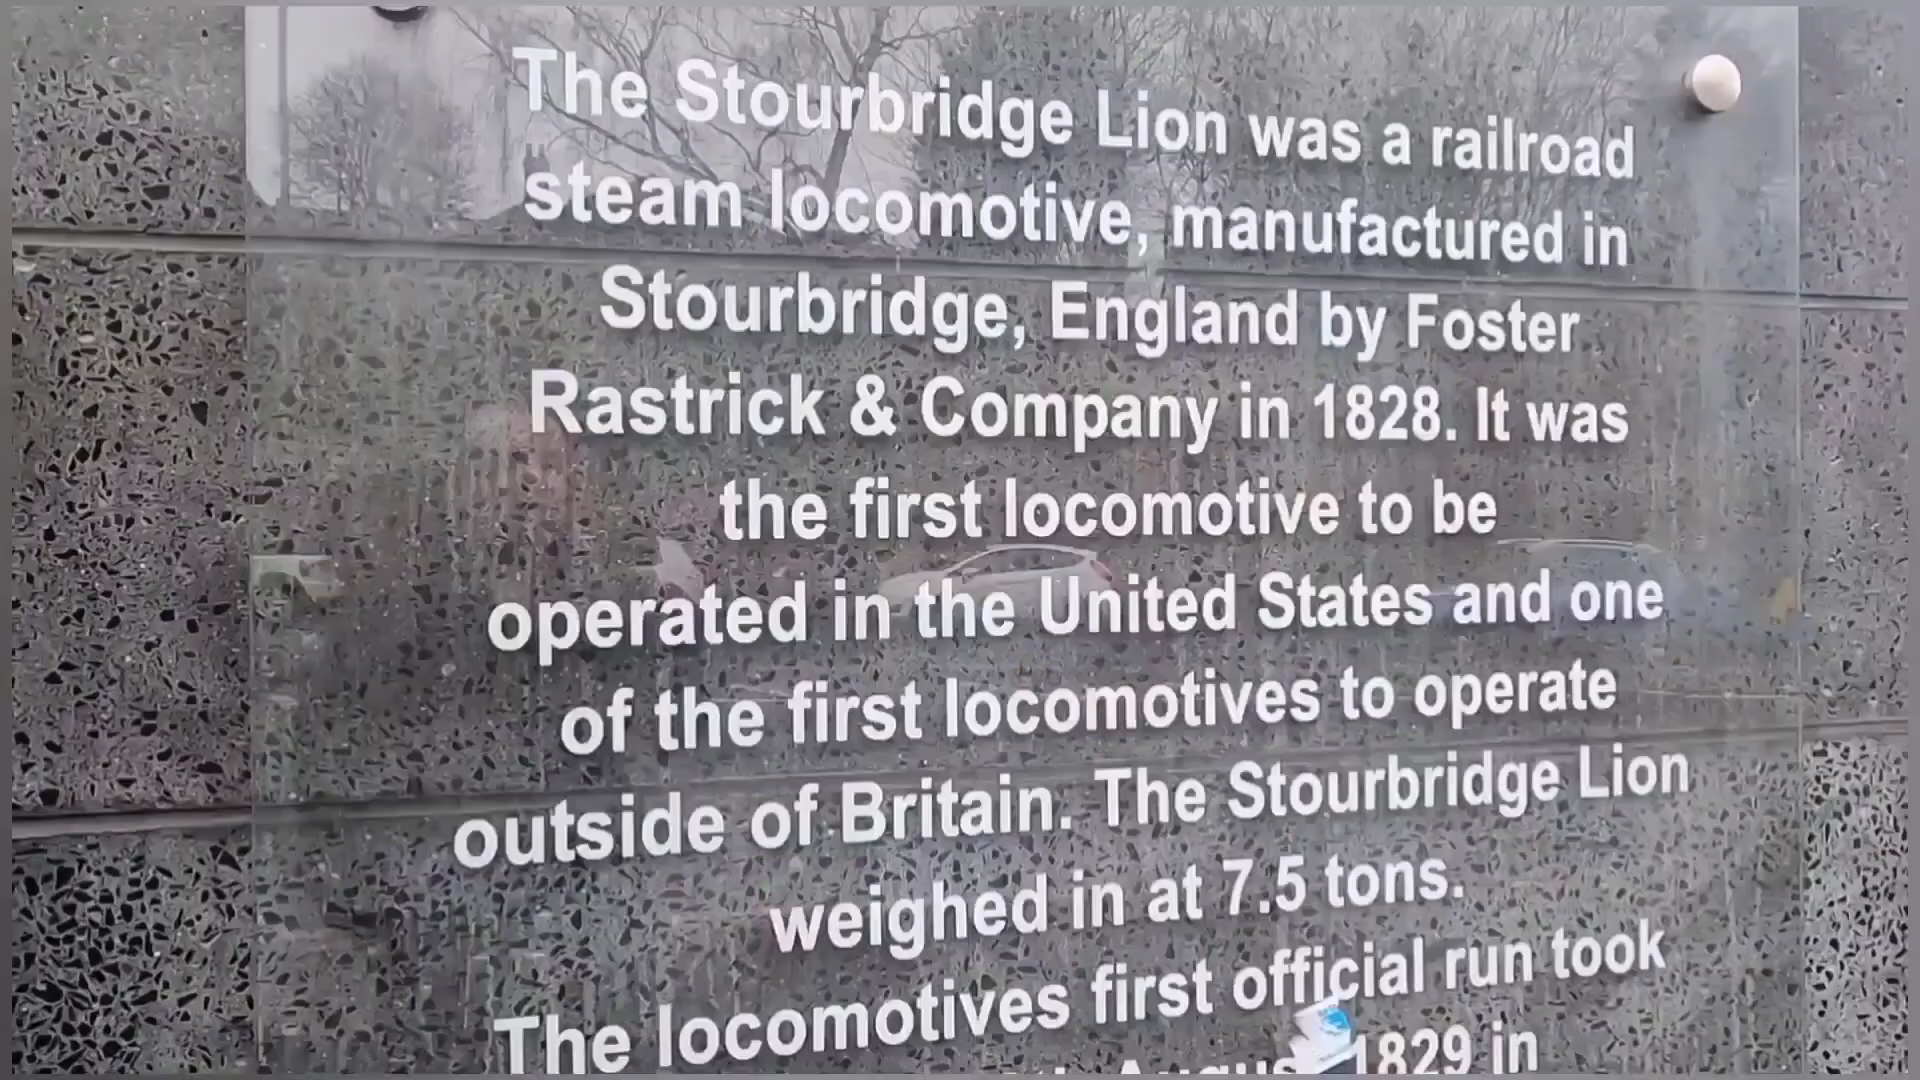 The Stourbridge Lion was a railroad
steam locomotive, manufactured in
Stourbridge, England by Foster
Rastrick & Company in 1828. It was
the first locomotive to be
operated in the United States and one
of the first locomotives to operate
outside of Britain. The Stourbridge Lion
weighed in at 7.5 tons.
The locomotives first official run took
1829 in